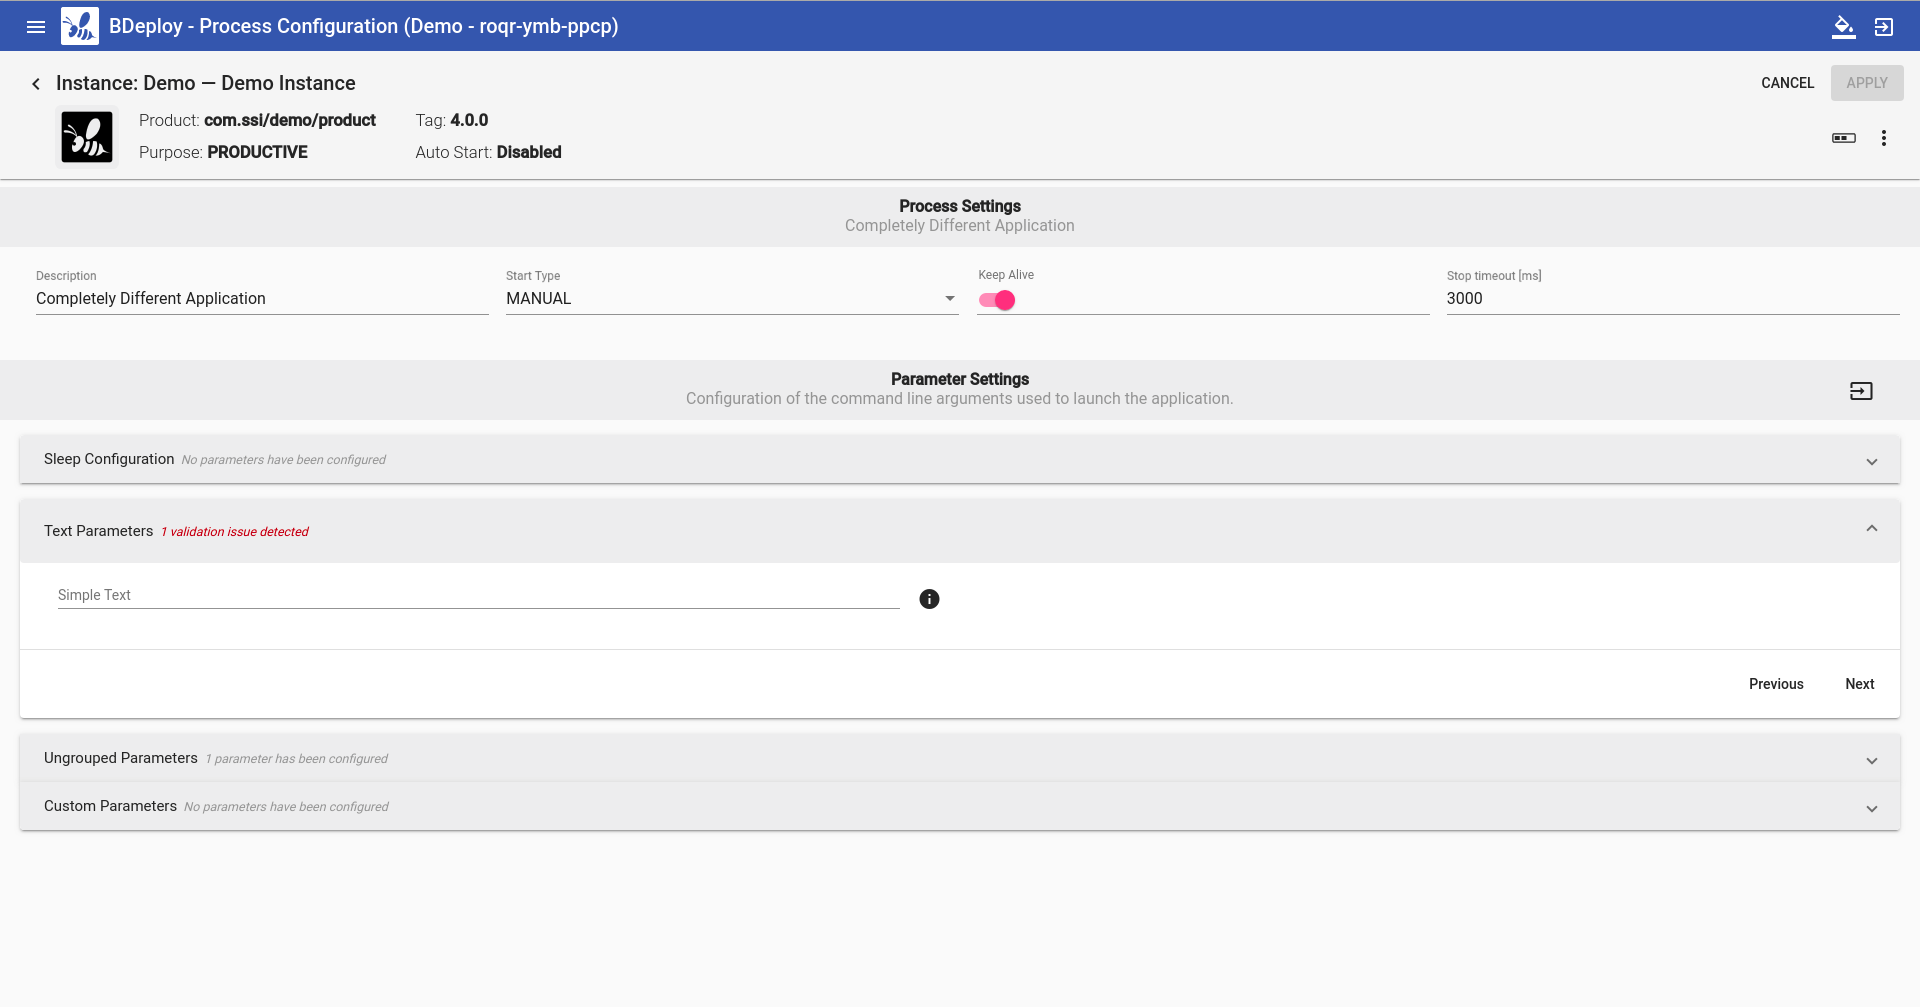 BDeploy - Process Configuration (Demo - roqr-ymb-ppcp)
Instance: Demo — Demo Instance
CANCEL
APPLY
Product: com.ssi/demo/product
Tag: 4.0.0
Purpose: PRODUCTIVE
Auto Start: Disabled
Process Settings
Completely Different Application
Description
Start Type
Keep Alive
Stop timeout [ms]
Completely Different Application
MANUAL
3000
Parameter Settings
Configuration of the command line arguments used to launch the application.
Sleep Configuration No parameters have been configured
Text Parameters 1 validation issue detected
Simple Text
Previous
Next
Ungrouped Parameters 1 parameter has been configured
Custom Parameters No parameters have been configured